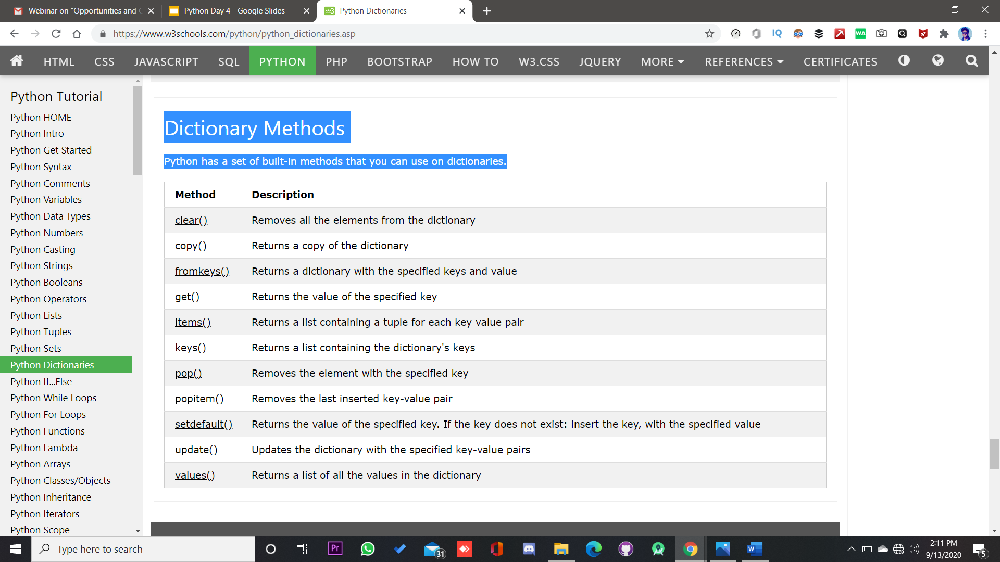 Webinar on "Opportunities and C
Python Day 4 - Google Slides
Python Dictionaries
https://www.w3schools.com/python/python_dictionaries.asp
IQ
WA
HTML
CSS
JAVASCRIPT
SQL
PYTHON
PHP
BOOTSTRAP
HOW TO
W3.CSS
JQUERY
MORE
REFERENCES
CERTIFICATES
Python Tutorial
Python HOME
Python Intro
Python Get Started
Python Syntax
Python Comments
Python Variables
Python Data Types
Python Numbers
Python Casting
Python Strings
Python Booleans
Python Operators
Python Lists
Python Tuples
Python Sets
Python Dictionaries
Python If...Else
Python While Loops
Python For Loops
Python Functions
Python Lambda
Python Arrays
Python Classes/Objects
Python Inheritance
Python Iterators
Python Scope
Dictionary Methods
Python has a set of built-in methods that you can use on dictionaries.
Method Description
clear() Removes all the elements from the dictionary
copy() Returns a copy of the dictionary
fromkeys() Returns a dictionary with the specified keys and value
get() Returns the value of the specified key
items() Returns a list containing a tuple for each key value pair
keys() Returns a list containing the dictionary's keys
pop() Removes the element with the specified key
popitem() Removes the last inserted key-value pair
setdefault() Returns the value of the specified key. If the key does not exist: insert the key, with the specified value
update() Updates the dictionary with the specified key-value pairs
values() Returns a list of all the values in the dictionary
Type here to search
Pr
31
W
2:11 PM
9/13/2020
5